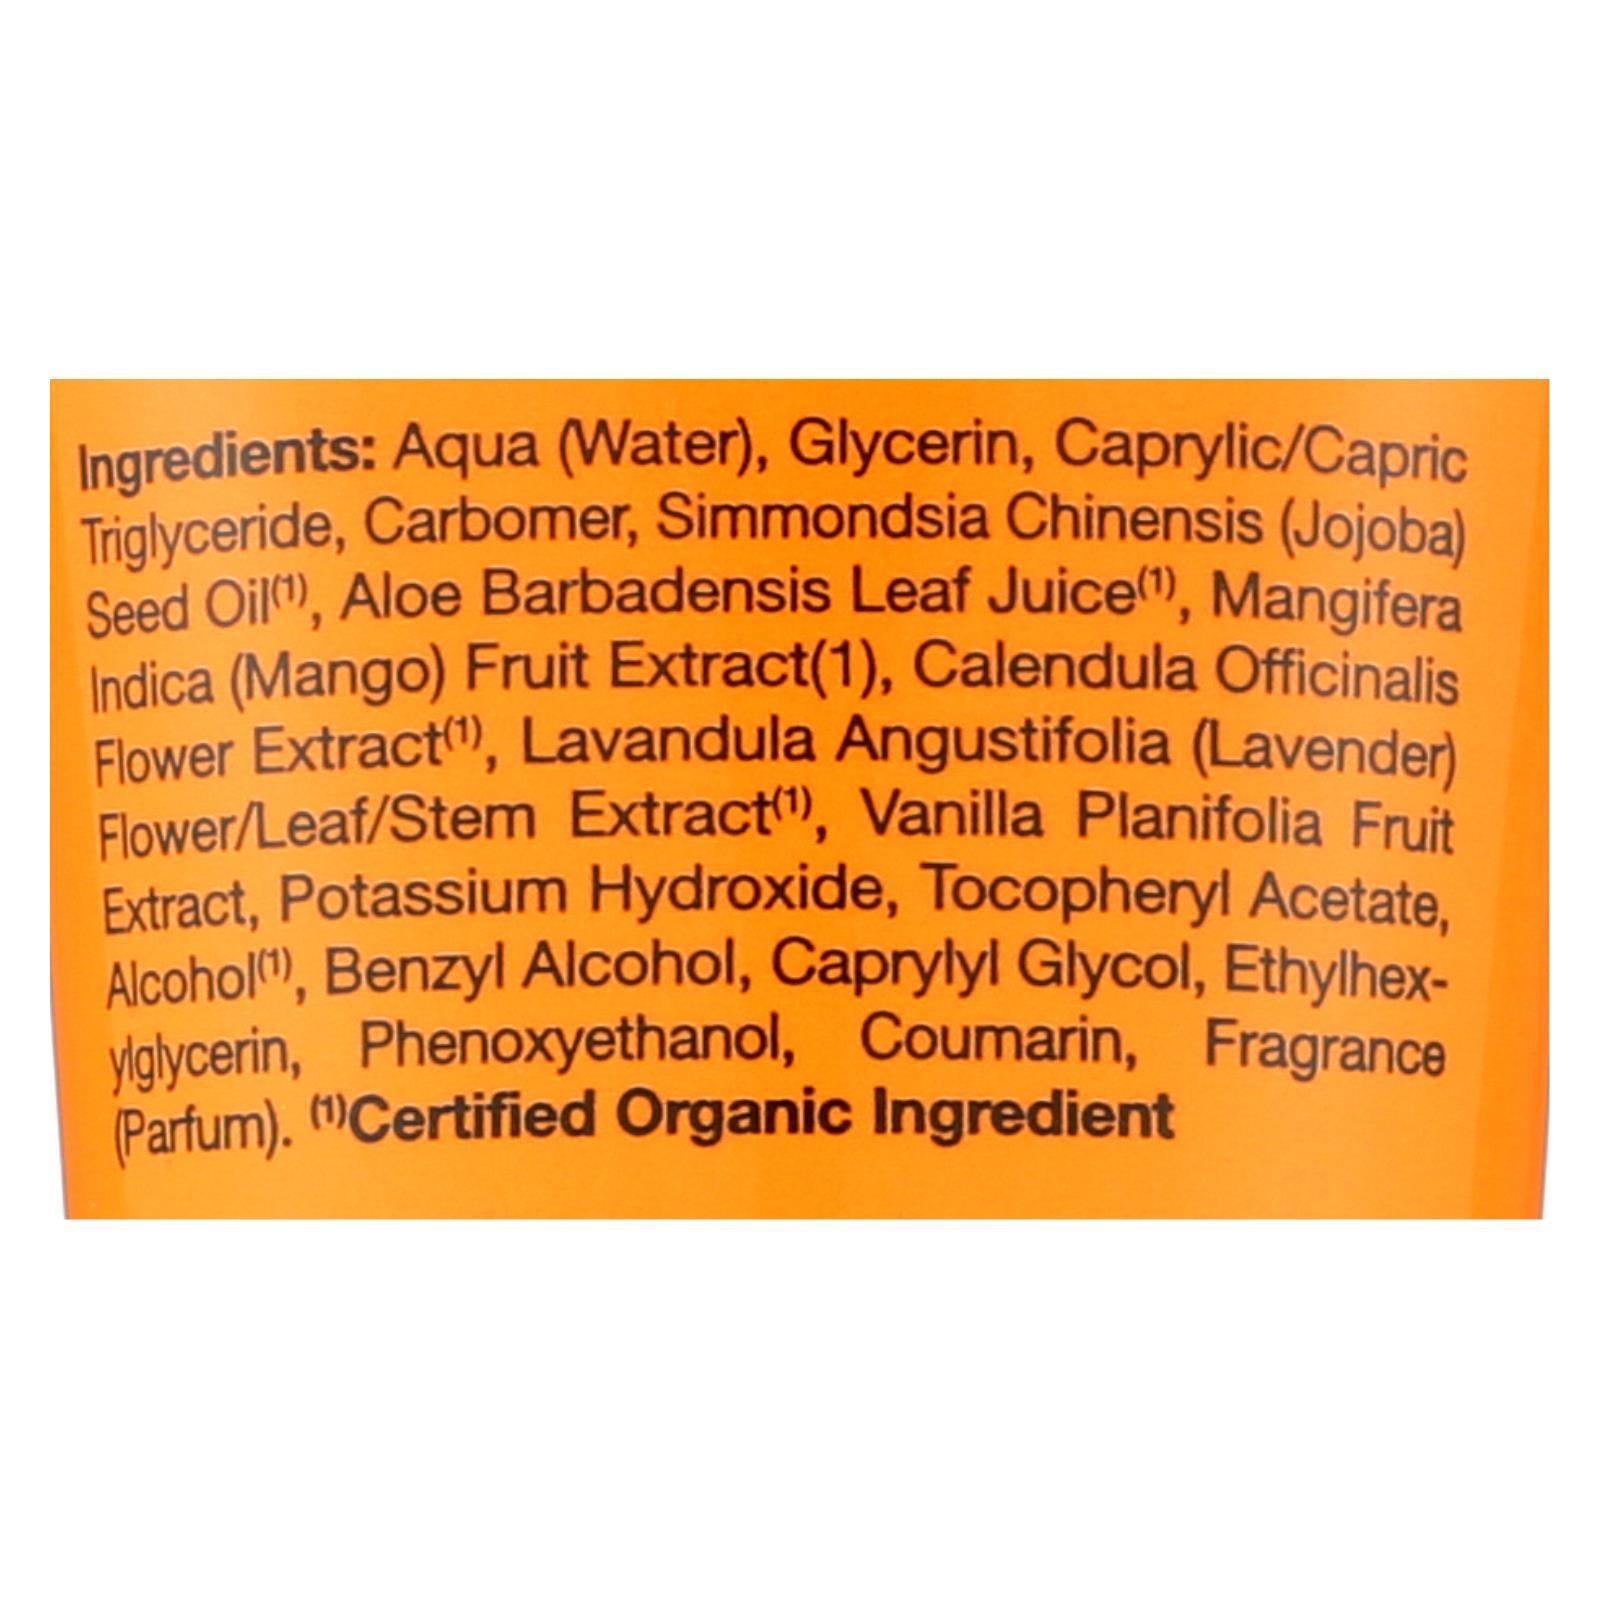 Ingredients: Aqua (Water), Glycerin, Caprylic/Capric
Triglyceride, Carbomer, Simmondsia Chinensis (Jojoba)
Seed Oil(1), Aloe Barbadensis Leaf Juice(1), Mangifera
Indica (Mango) Fruit Extract(1), Calendula Officinalis
Flower Extract(1), Lavandula Angustifolia (Lavender)
Flower/Leaf/Stem Extract(1), Vanilla Planifolia Fruit
Extract, Potassium Hydroxide, Tocopheryl Acetate,
Alcohol(1), Benzyl Alcohol, Caprylyl Glycol, Ethylhex-
ylglycerin, Phenoxyethanol, Coumarin, Fragrance
(Parfum). (1)Certified Organic Ingredient